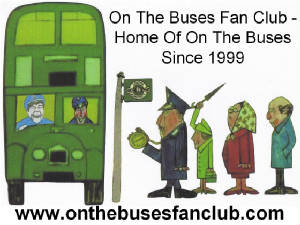 On The Buses Fan Club -
Home Of On The Buses
Since 1999
www.onthebusesfanclub.com